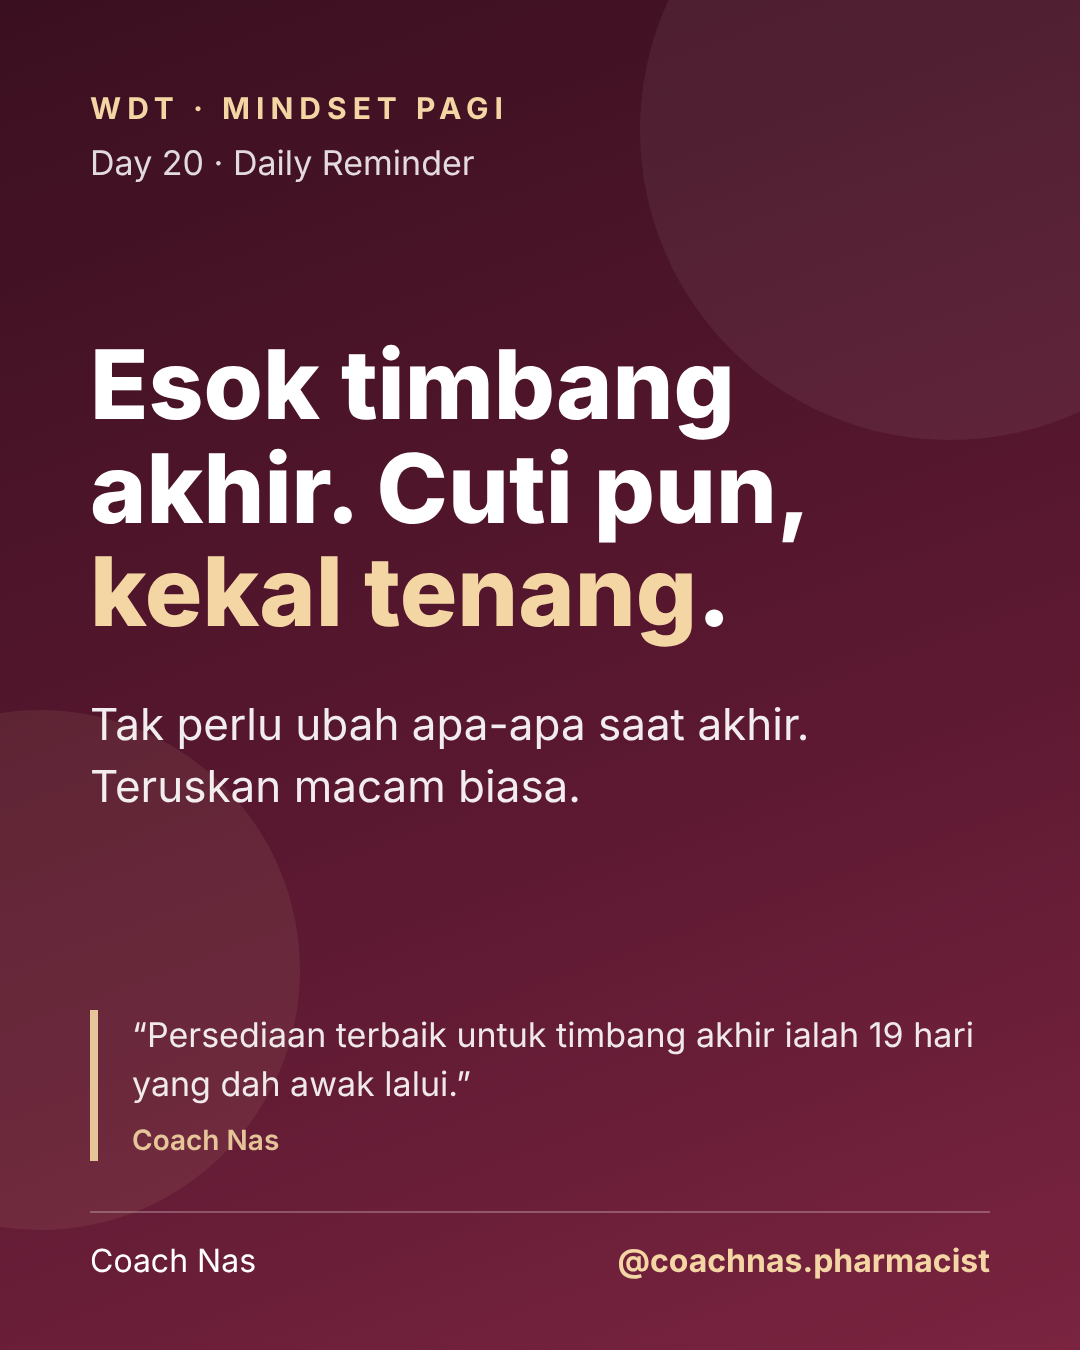 WDT · MINDSET PAGI
Day 20 · Daily Reminder
Esok timbang
akhir. Cuti pun,
kekal tenang.
Tak perlu ubah apa-apa saat akhir.
Teruskan macam biasa.
“Persediaan terbaik untuk timbang akhir ialah 19 hari
yang dah awak lalui.”
Coach Nas
Coach Nas
@coachnas.pharmacist